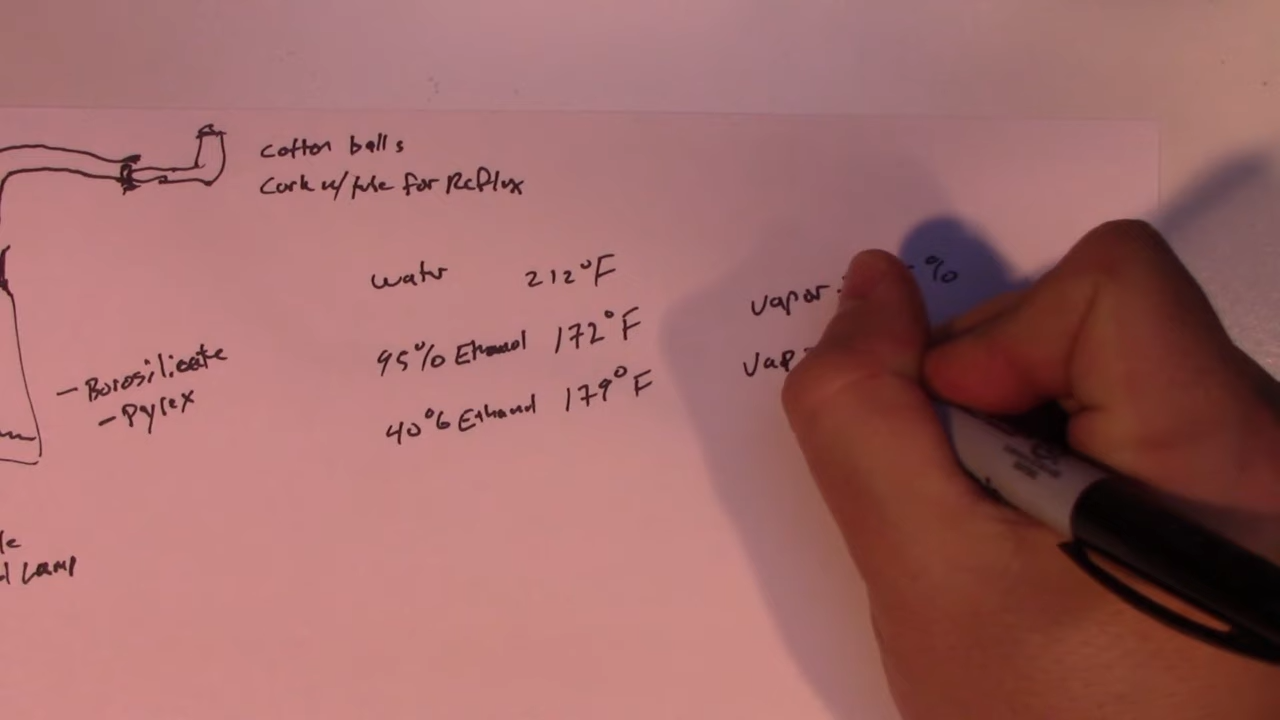 cotton balls
Cork w/ for Reflux
water 212°F
95% Ethanol 172°F
40% Ethanol 179°F
vapor: %
vap
- Borosilicate
- Pyrex
le
Lamp